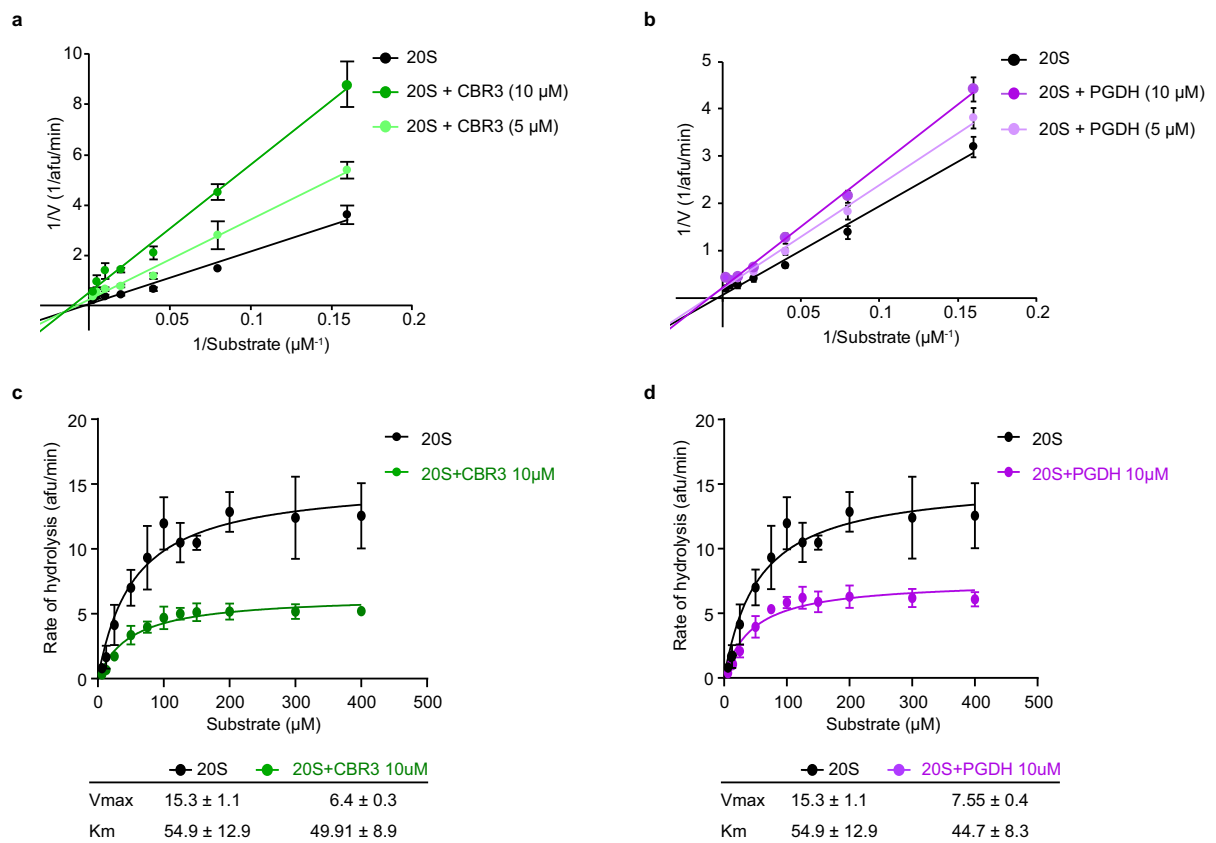 a
10
8
6
4
2
0.05
0.1
0.15
0.2
1/V (1/afu/min)
1/Substrate (µM⁻¹)
20S
20S + CBR3 (10 µM)
20S + CBR3 (5 µM)
b
5
4
3
2
1
0.05
0.1
0.15
0.2
1/V (1/afu/min)
1/Substrate (µM⁻¹)
20S
20S + PGDH (10 µM)
20S + PGDH (5 µM)
c
20
15
10
5
0
0
100
200
300
400
500
Rate of hydrolysis (afu/min)
Substrate (µM)
20S
20S+CBR3 10µM
20S 20S+CBR3 10uM
Vmax 15.3 ± 1.1 6.4 ± 0.3
Km 54.9 ± 12.9 49.91 ± 8.9
d
20
15
10
5
0
0
100
200
300
400
500
Rate of hydrolysis (afu/min)
Substrate (µM)
20S
20S+PGDH 10µM
20S 20S+PGDH 10uM
Vmax 15.3 ± 1.1 7.55 ± 0.4
Km 54.9 ± 12.9 44.7 ± 8.3